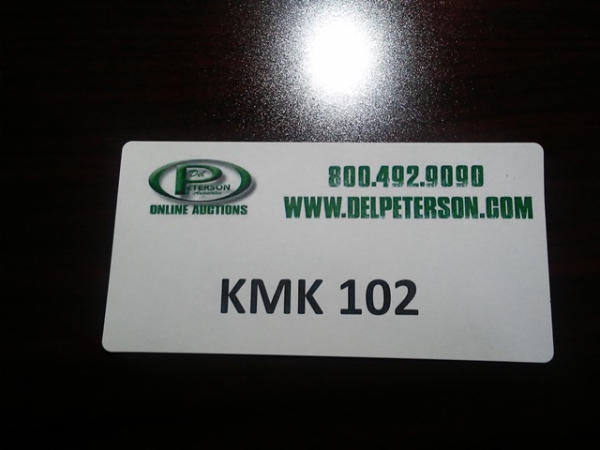 Del
PETERSON
ONLINE AUCTIONS
800.492.9090
WWW.DELPETERSON.COM
KMK 102